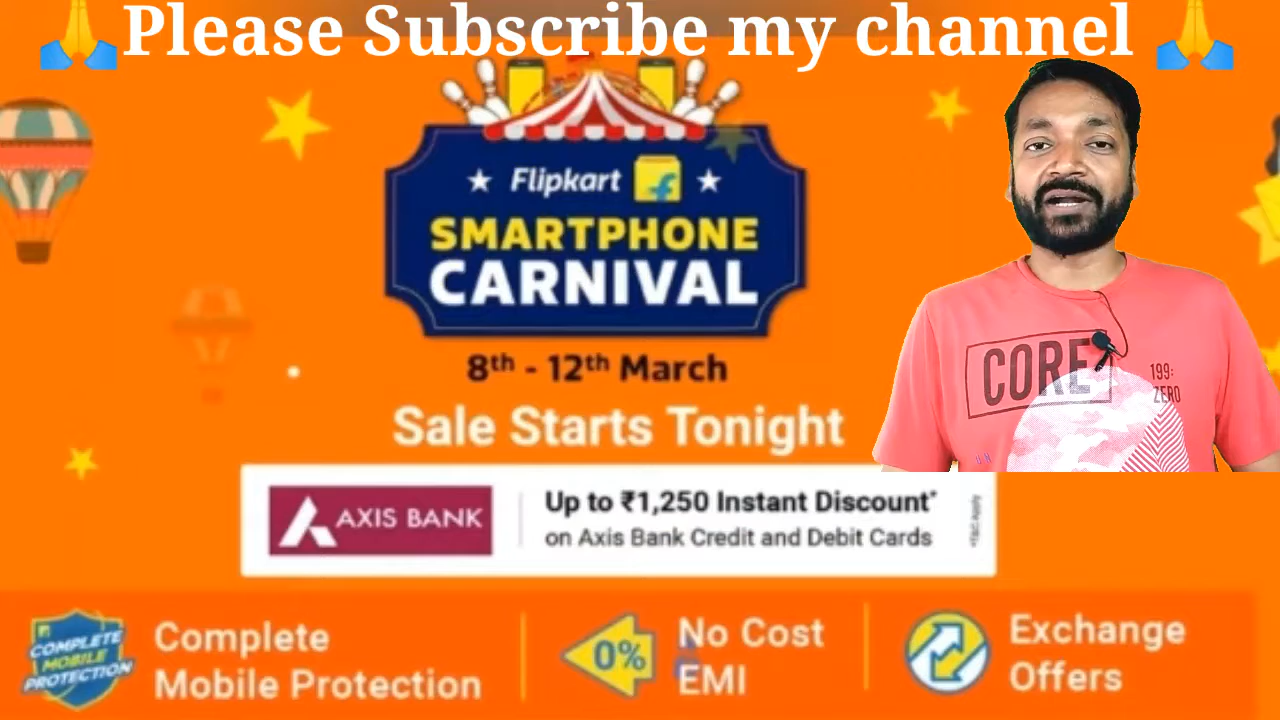 🙏Please Subscribe my channel 🙏
Flipkart
SMARTPHONE
CARNIVAL
8th - 12th March
Sale Starts Tonight
AXIS BANK
Up to ₹1,250 Instant Discount*
on Axis Bank Credit and Debit Cards
*T&C Apply
CORE
199:
ZERO
U N
COMPLETE
MOBILE
PROTECTION
Complete
Mobile Protection
0%
No Cost
EMI
Exchange
Offers